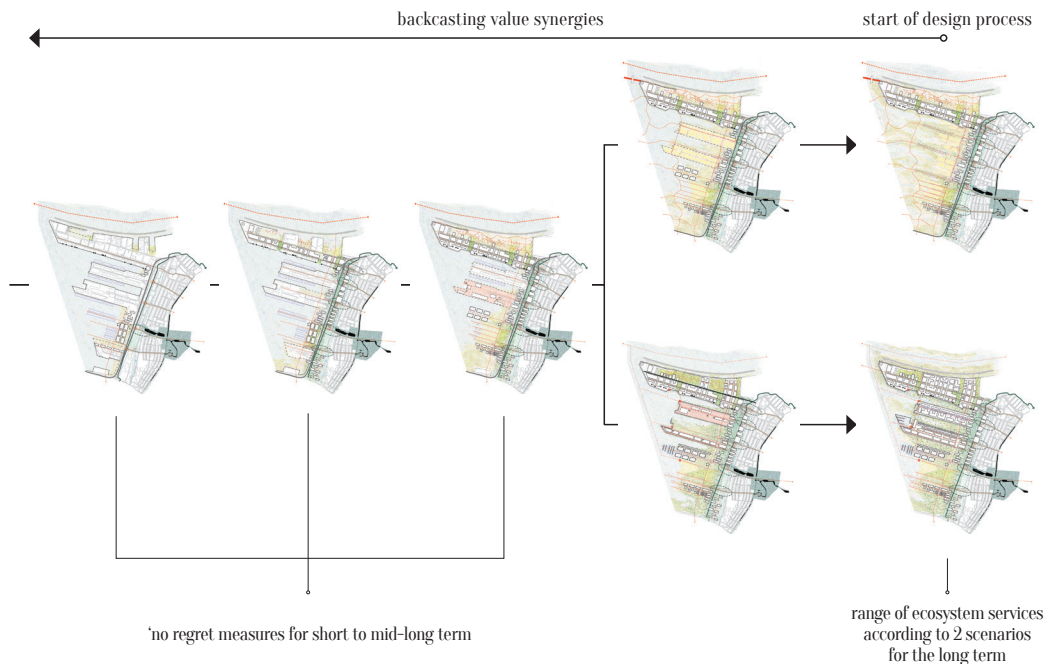 backcasting value synergies
start of design process
‘no regret measures for short to mid-long term
range of ecosystem services
according to 2 scenarios
for the long term